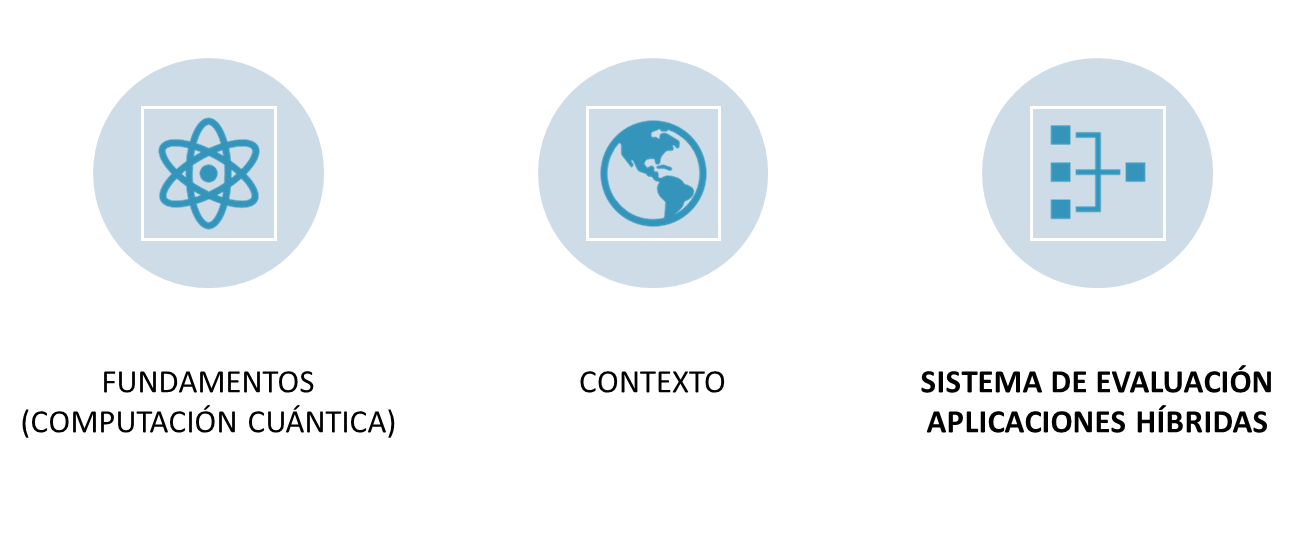 FUNDAMENTOS
(COMPUTACIÓN CUÁNTICA)
CONTEXTO
SISTEMA DE EVALUACIÓN
APLICACIONES HÍBRIDAS